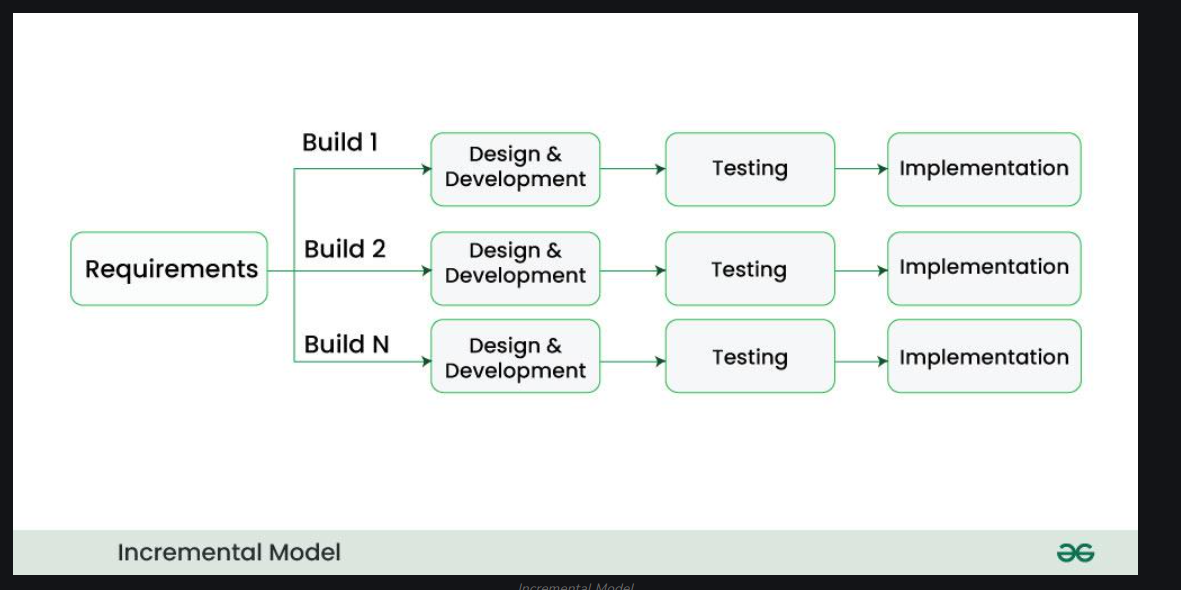 Build 1
Design &
Development
Testing
Implementation
Requirements
Build 2
Design &
Development
Testing
Implementation
Build N
Design &
Development
Testing
Implementation
Incremental Model
Incremental Model